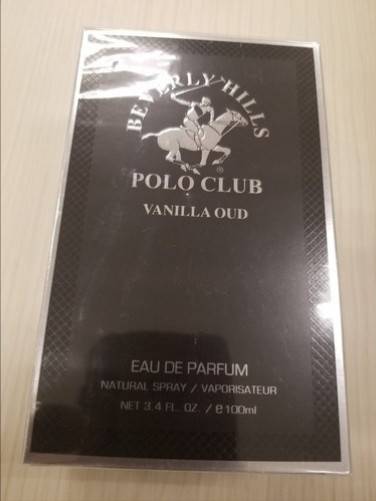 BEVERLY HILLS
®
POLO CLUB
VANILLA OUD
EAU DE PARFUM
NATURAL SPRAY / VAPORISATEUR
NET 3.4 FL. OZ. / e 100ml